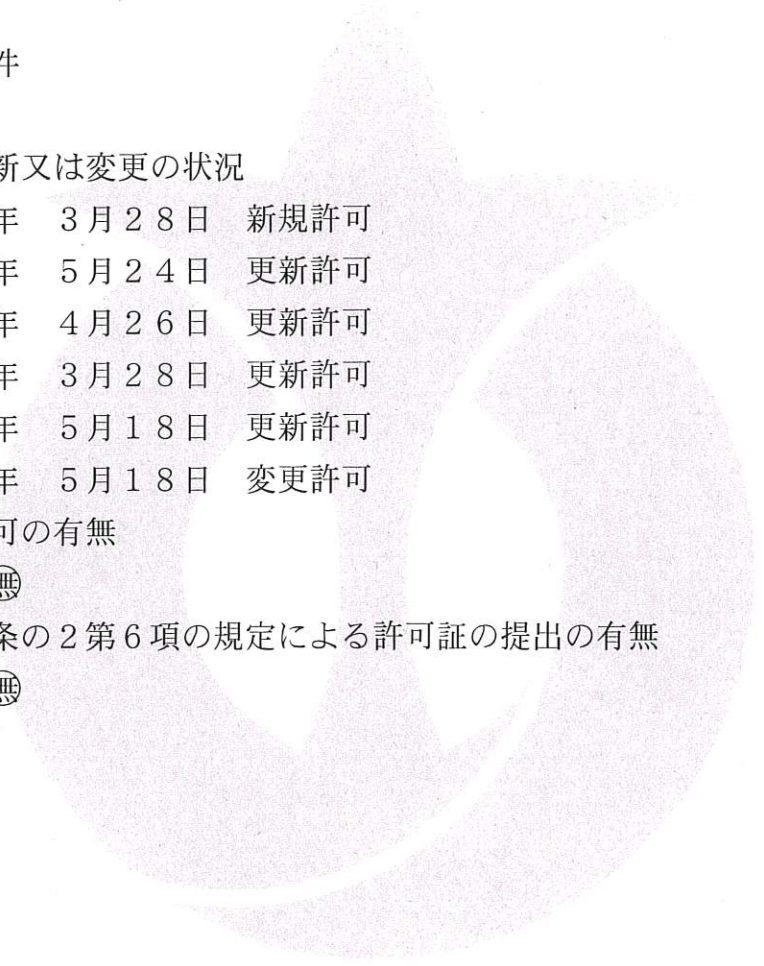 件
新又は変更の状況
年　３月２８日　新規許可
年　５月２４日　更新許可
年　４月２６日　更新許可
年　３月２８日　更新許可
年　５月１８日　更新許可
年　５月１８日　変更許可
可の有無
㊟無
条の２第６項の規定による許可証の提出の有無
無